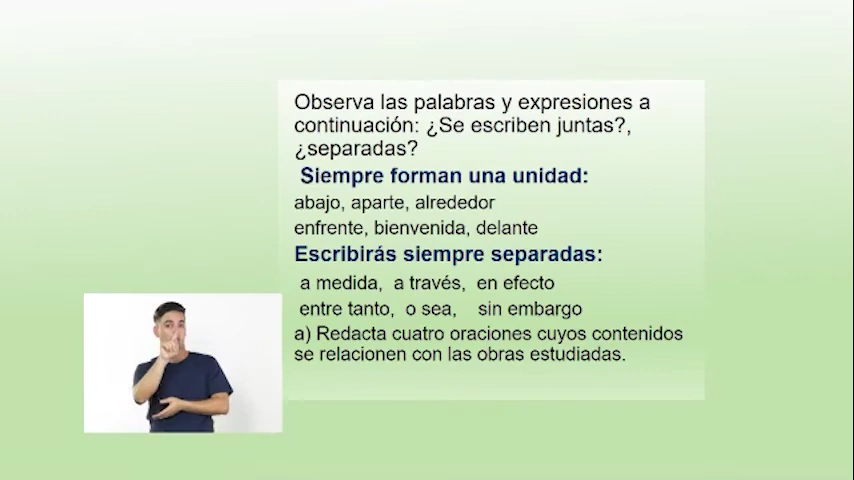 Observa las palabras y expresiones a
continuación: ¿Se escriben juntas?,
¿separadas?
Siempre forman una unidad:
abajo, aparte, alrededor
enfrente, bienvenida, delante
Escribirás siempre separadas:
a medida, a través, en efecto
entre tanto, o sea, sin embargo
a) Redacta cuatro oraciones cuyos contenidos
se relacionen con las obras estudiadas.